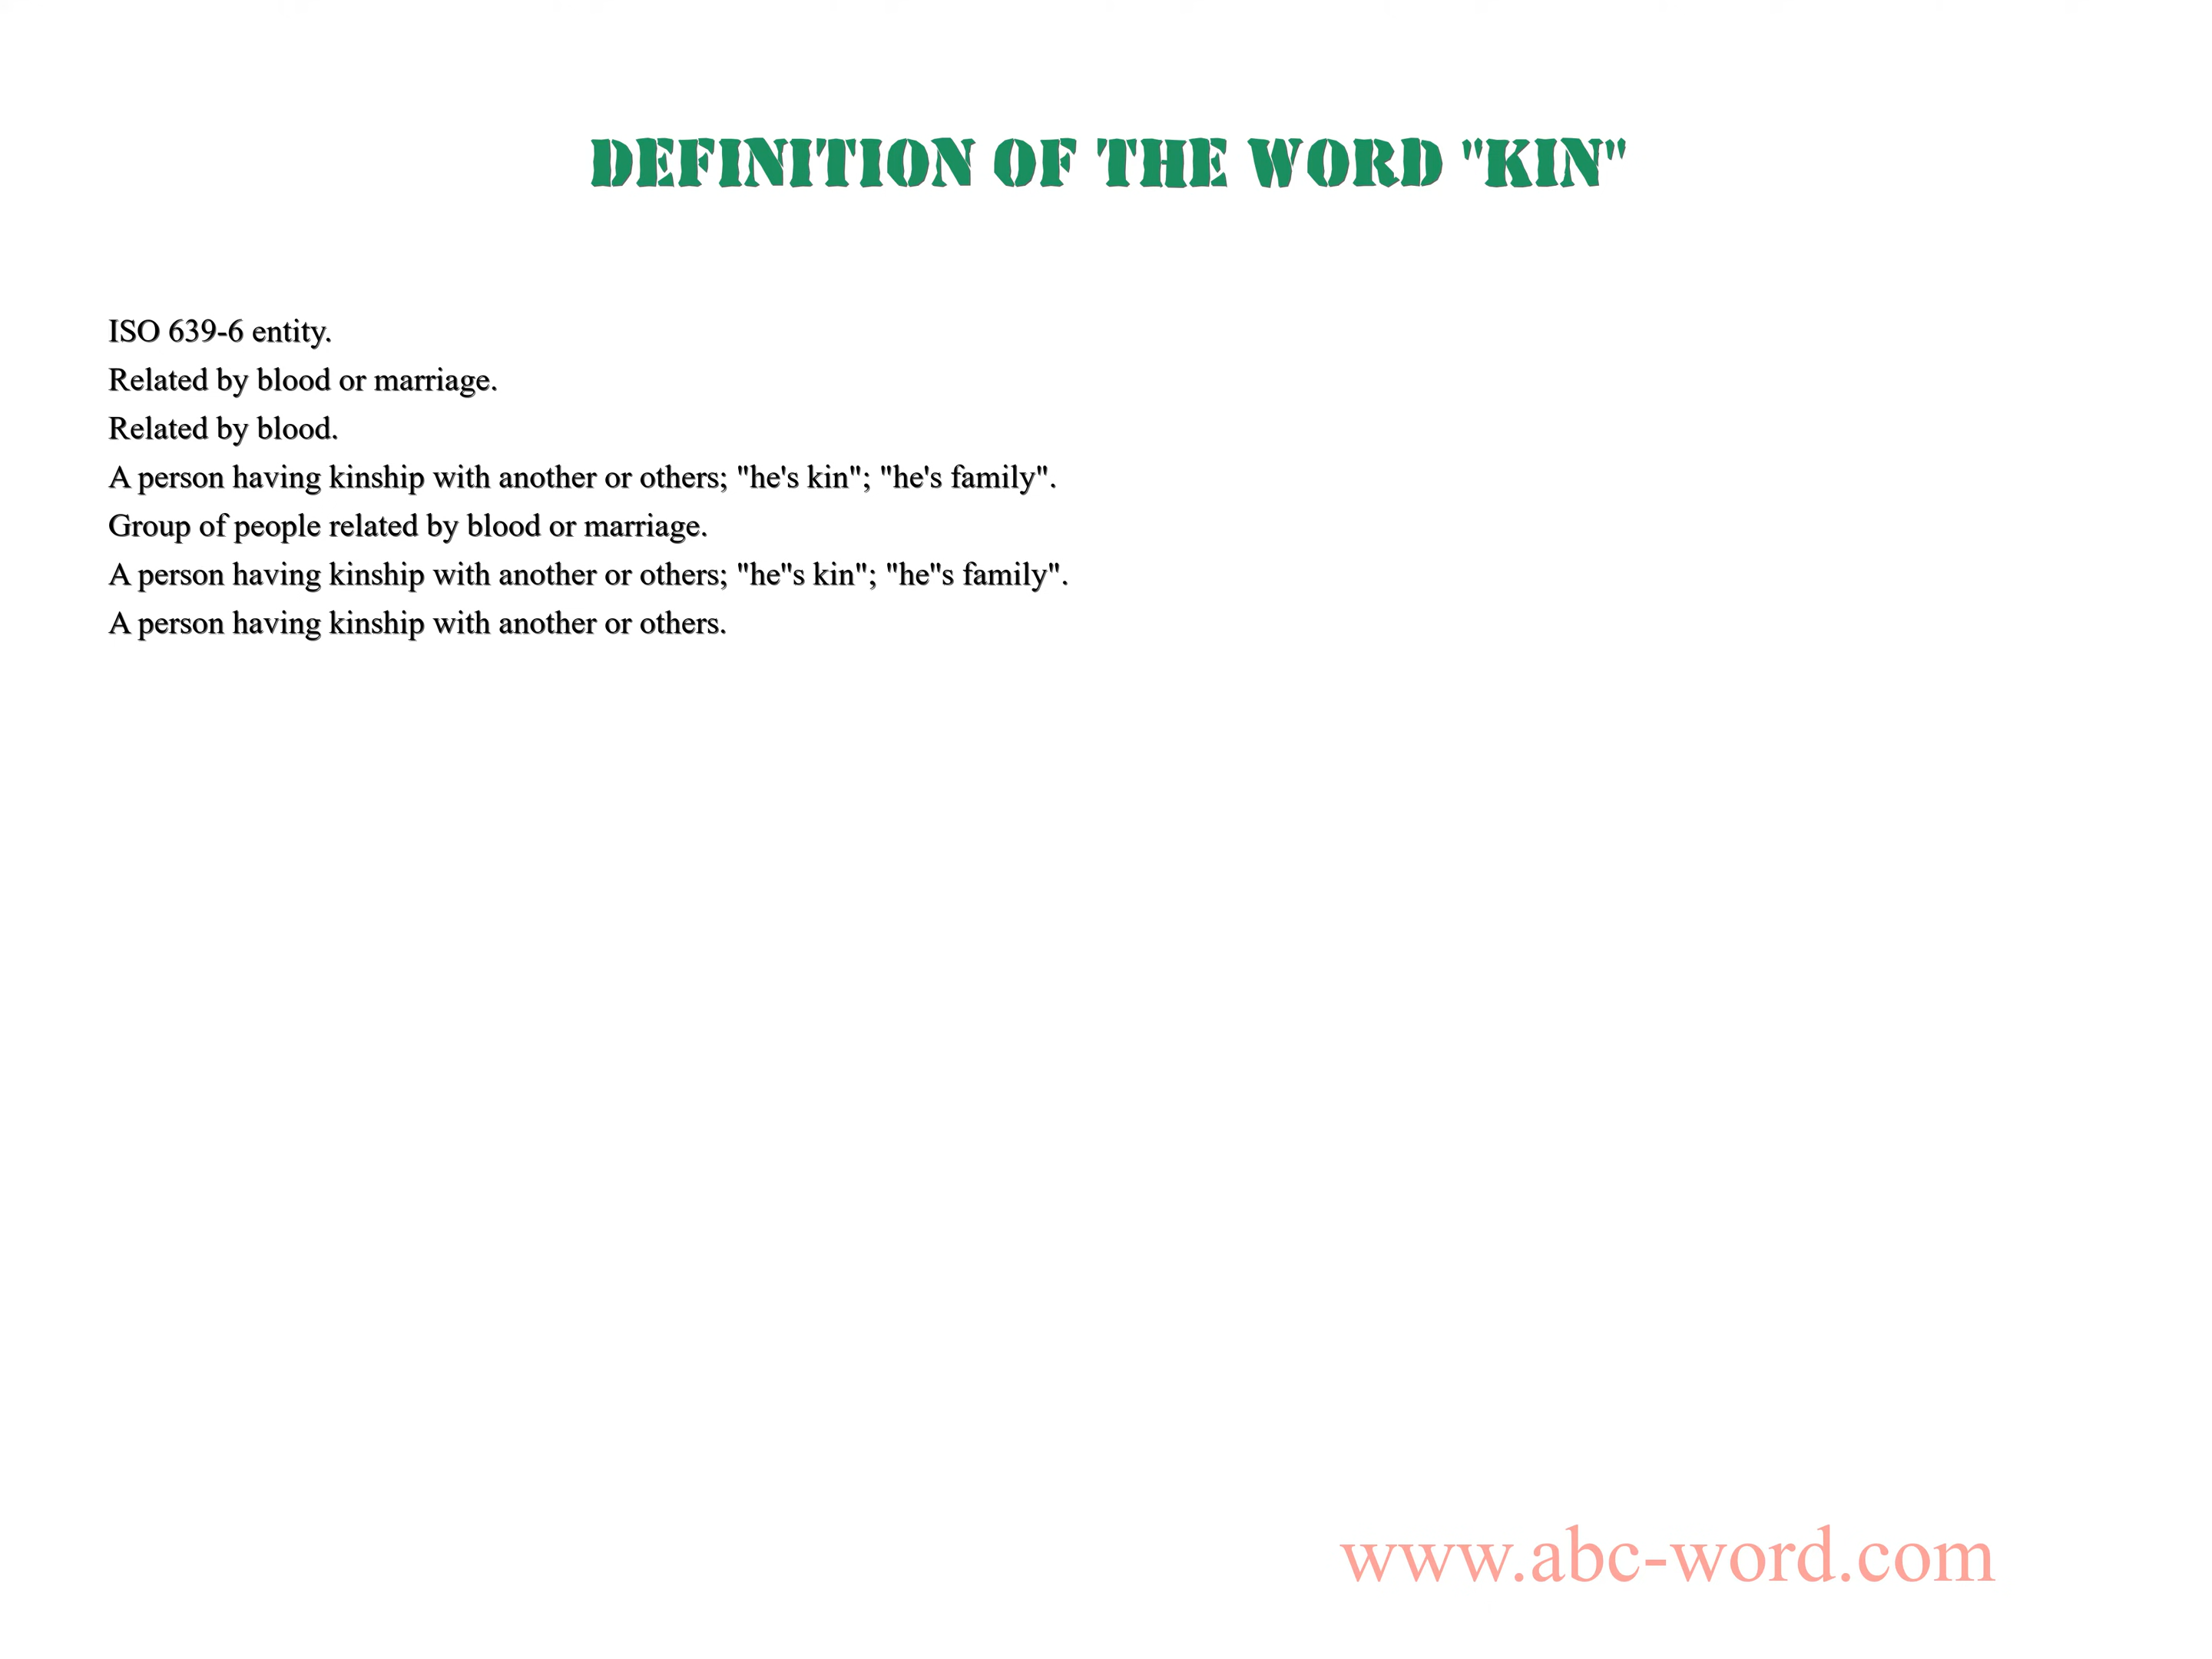 DEFINITION OF THE WORD "KIN"
ISO 639-6 entity.
Related by blood or marriage.
Related by blood.
A person having kinship with another or others; "he's kin"; "he's family".
Group of people related by blood or marriage.
A person having kinship with another or others; "he''s kin"; "he''s family".
A person having kinship with another or others.
www.abc-word.com